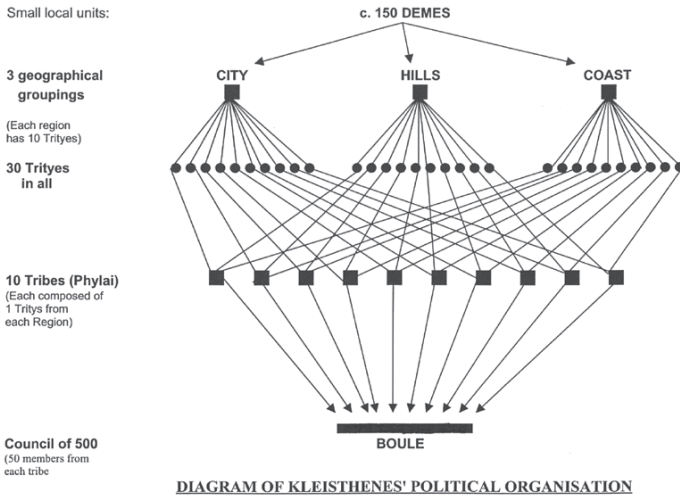 Small local units:
c. 150 DEMES
3 geographical
groupings
CITY
HILLS
COAST
(Each region
has 10 Trityes)
30 Trityes
in all
10 Tribes (Phylai)
(Each composed of
1 Tritys from
each Region)
Council of 500
(50 members from
each tribe
BOULE
DIAGRAM OF KLEISTHENES' POLITICAL ORGANISATION